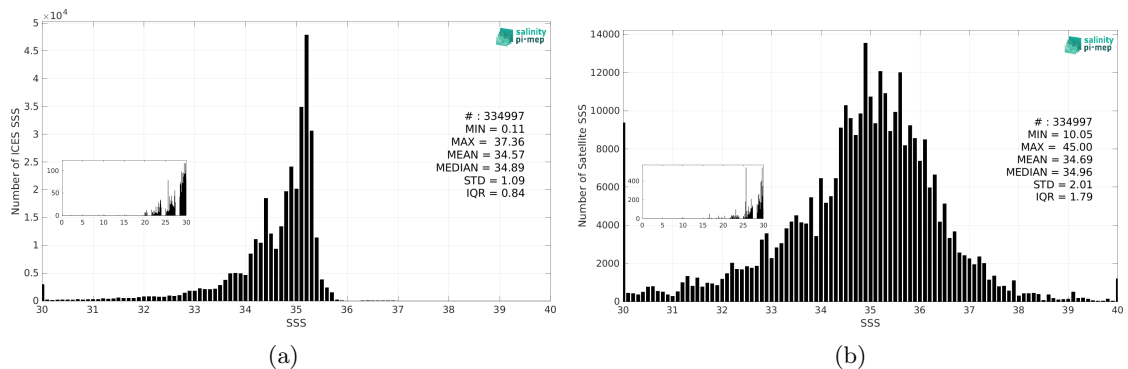 ×10⁴
5
4.5
4
3.5
3
2.5
2
1.5
1
0.5
0
Number of ICES SSS
salinity
pi-mep
# : 334997
MIN = 0.11
MAX = 37.36
MEAN = 34.57
MEDIAN = 34.89
STD = 1.09
IQR = 0.84
100
50
0
0 5 10 15 20 25 30
30 31 32 33 34 35 36 37 38 39 40
SSS
(a)
14000
12000
10000
8000
6000
4000
2000
0
Number of Satellite SSS
salinity
pi-mep
# : 334997
MIN = 10.05
MAX = 45.00
MEAN = 34.69
MEDIAN = 34.96
STD = 2.01
IQR = 1.79
400
200
0
0 5 10 15 20 25 30
30 31 32 33 34 35 36 37 38 39 40
SSS
(b)